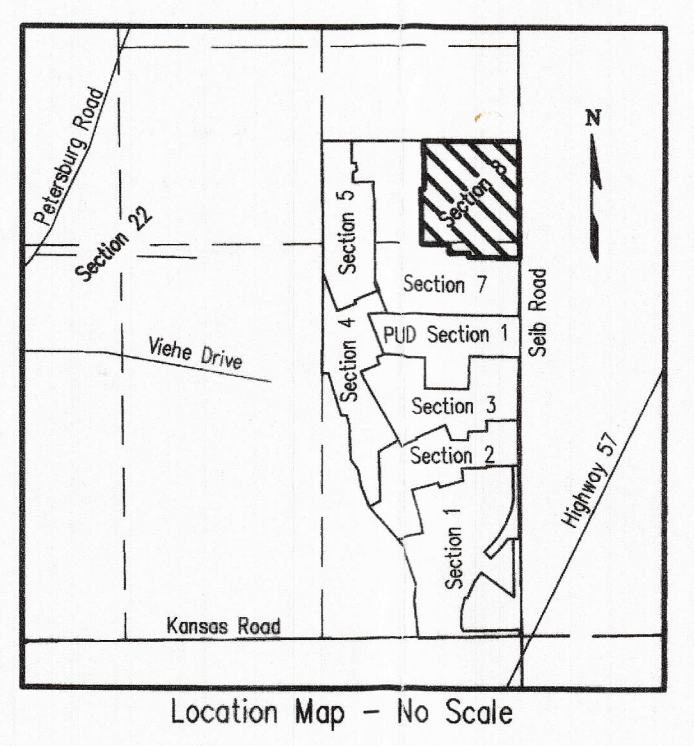 N
Petersburg Road
Section 22
Section 5
Section 8
Section 7
Seib Road
PUD Section 1
Section 4
Viehe Drive
Section 3
Highway 57
Section 2
Section 1
Kansas Road
Location Map - No Scale